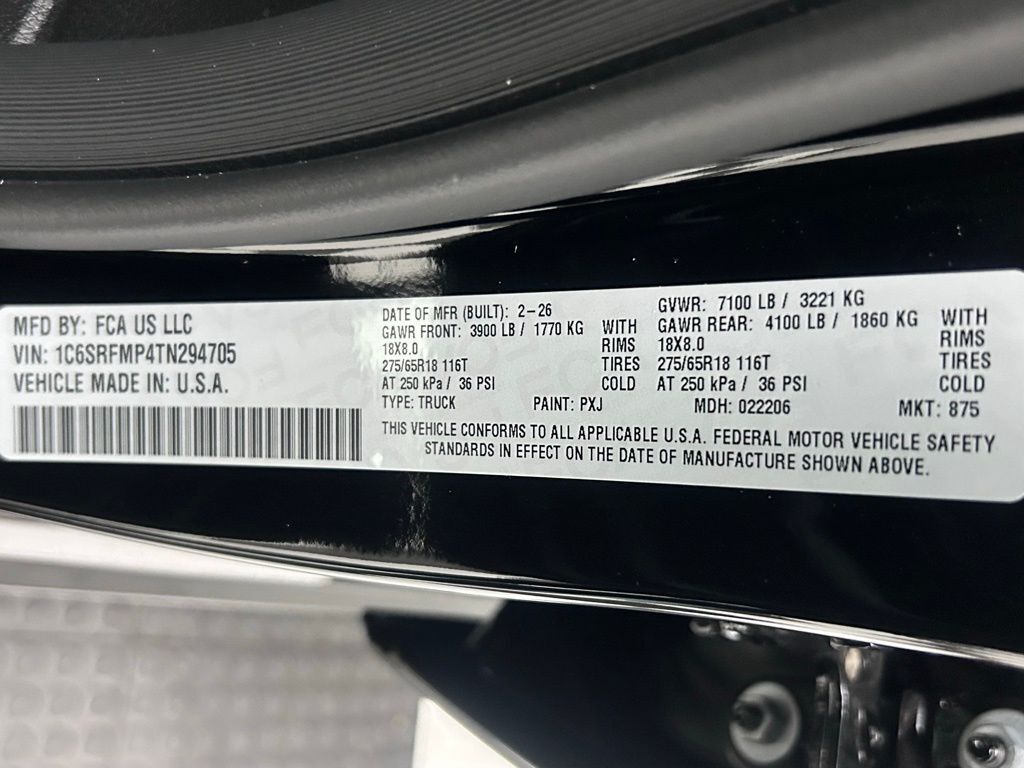 MFD BY: FCA US LLC
VIN: 1C6SRFMP4TN294705
VEHICLE MADE IN: U.S.A.
DATE OF MFR (BUILT): 2-26 GVWR: 7100 LB / 3221 KG
GAWR FRONT: 3900 LB / 1770 KG WITH GAWR REAR: 4100 LB / 1860 KG WITH
18X8.0 RIMS 18X8.0 RIMS
275/65R18 116T TIRES 275/65R18 116T TIRES
AT 250 kPa / 36 PSI COLD AT 250 kPa / 36 PSI COLD
TYPE: TRUCK PAINT: PXJ MDH: 022206 MKT: 875
THIS VEHICLE CONFORMS TO ALL APPLICABLE U.S.A. FEDERAL MOTOR VEHICLE SAFETY
STANDARDS IN EFFECT ON THE DATE OF MANUFACTURE SHOWN ABOVE.